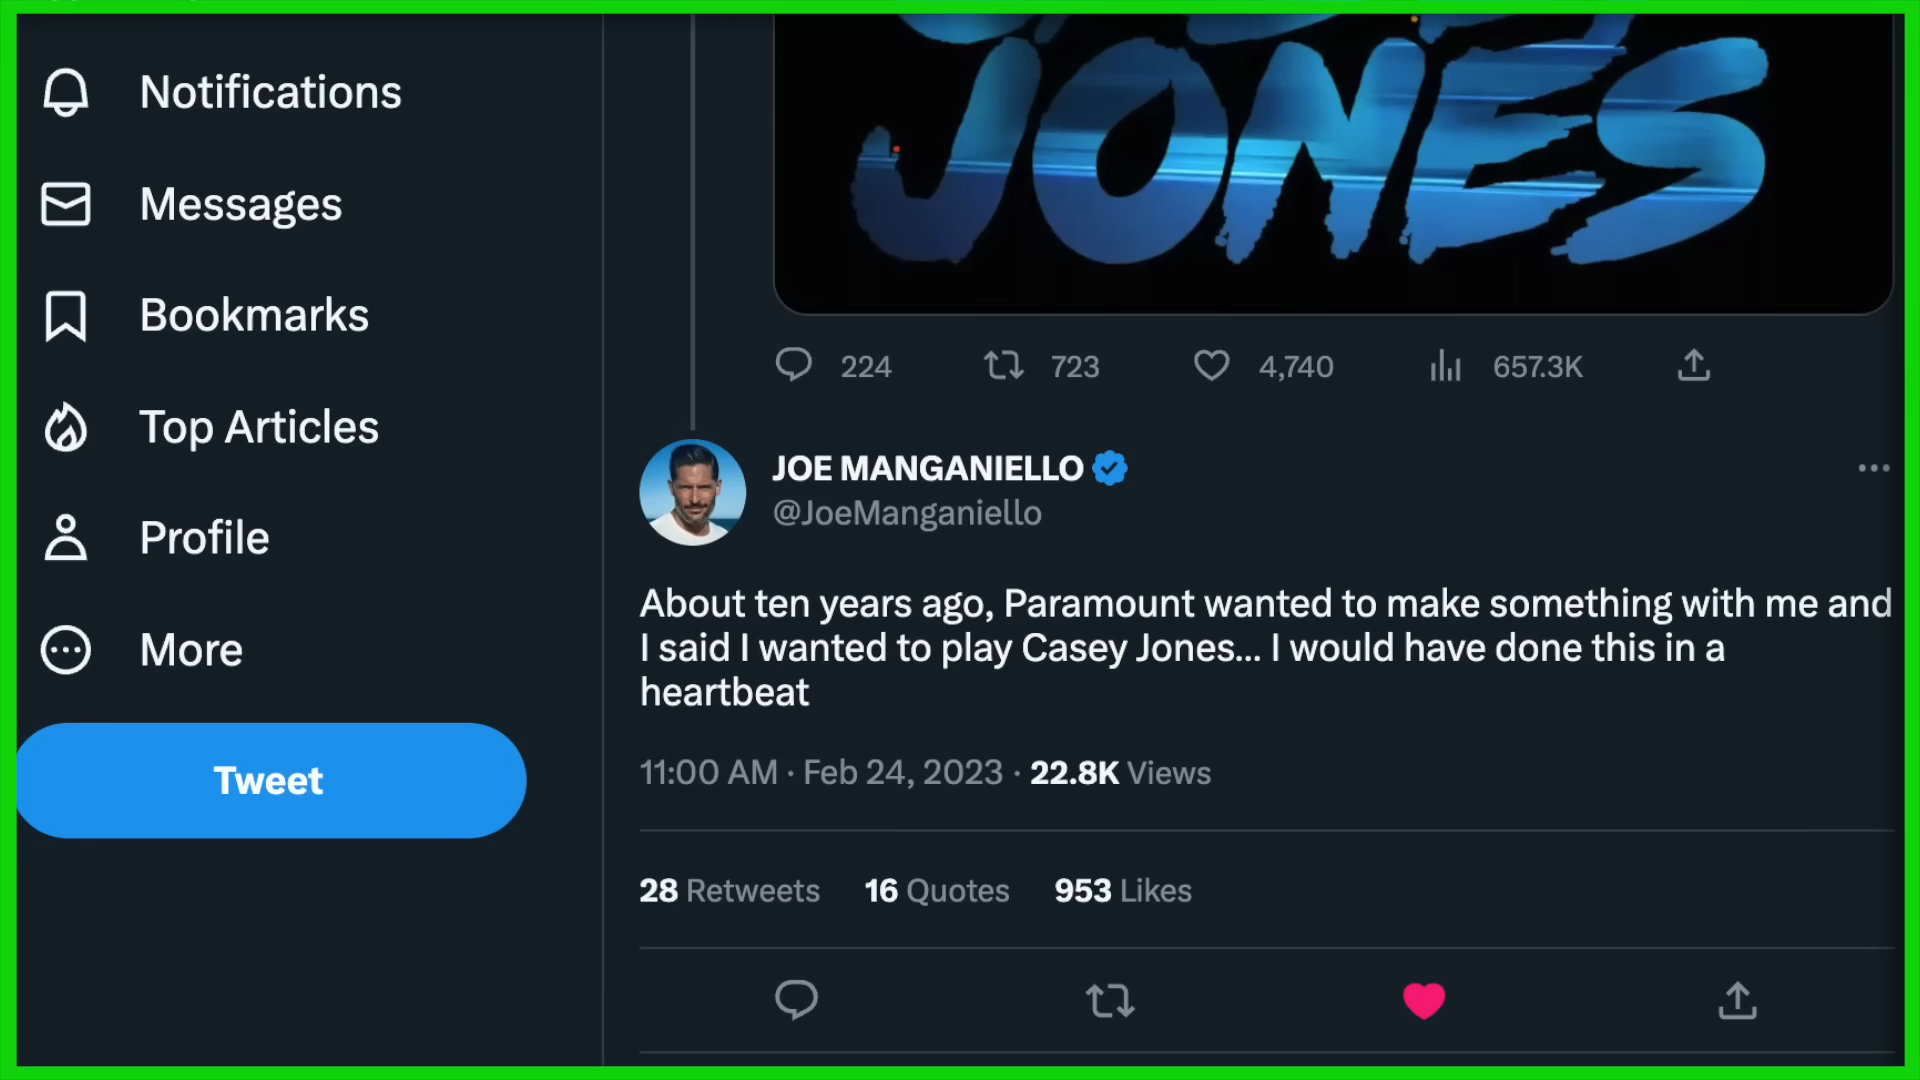 JONES
Notifications
Messages
Bookmarks
Top Articles
Profile
More
Tweet
224 723 4,740 657.3K
JOE MANGANIELLO
@JoeManganiello
About ten years ago, Paramount wanted to make something with me and
I said I wanted to play Casey Jones... I would have done this in a
heartbeat
11:00 AM · Feb 24, 2023 · 22.8K Views
28 Retweets 16 Quotes 953 Likes